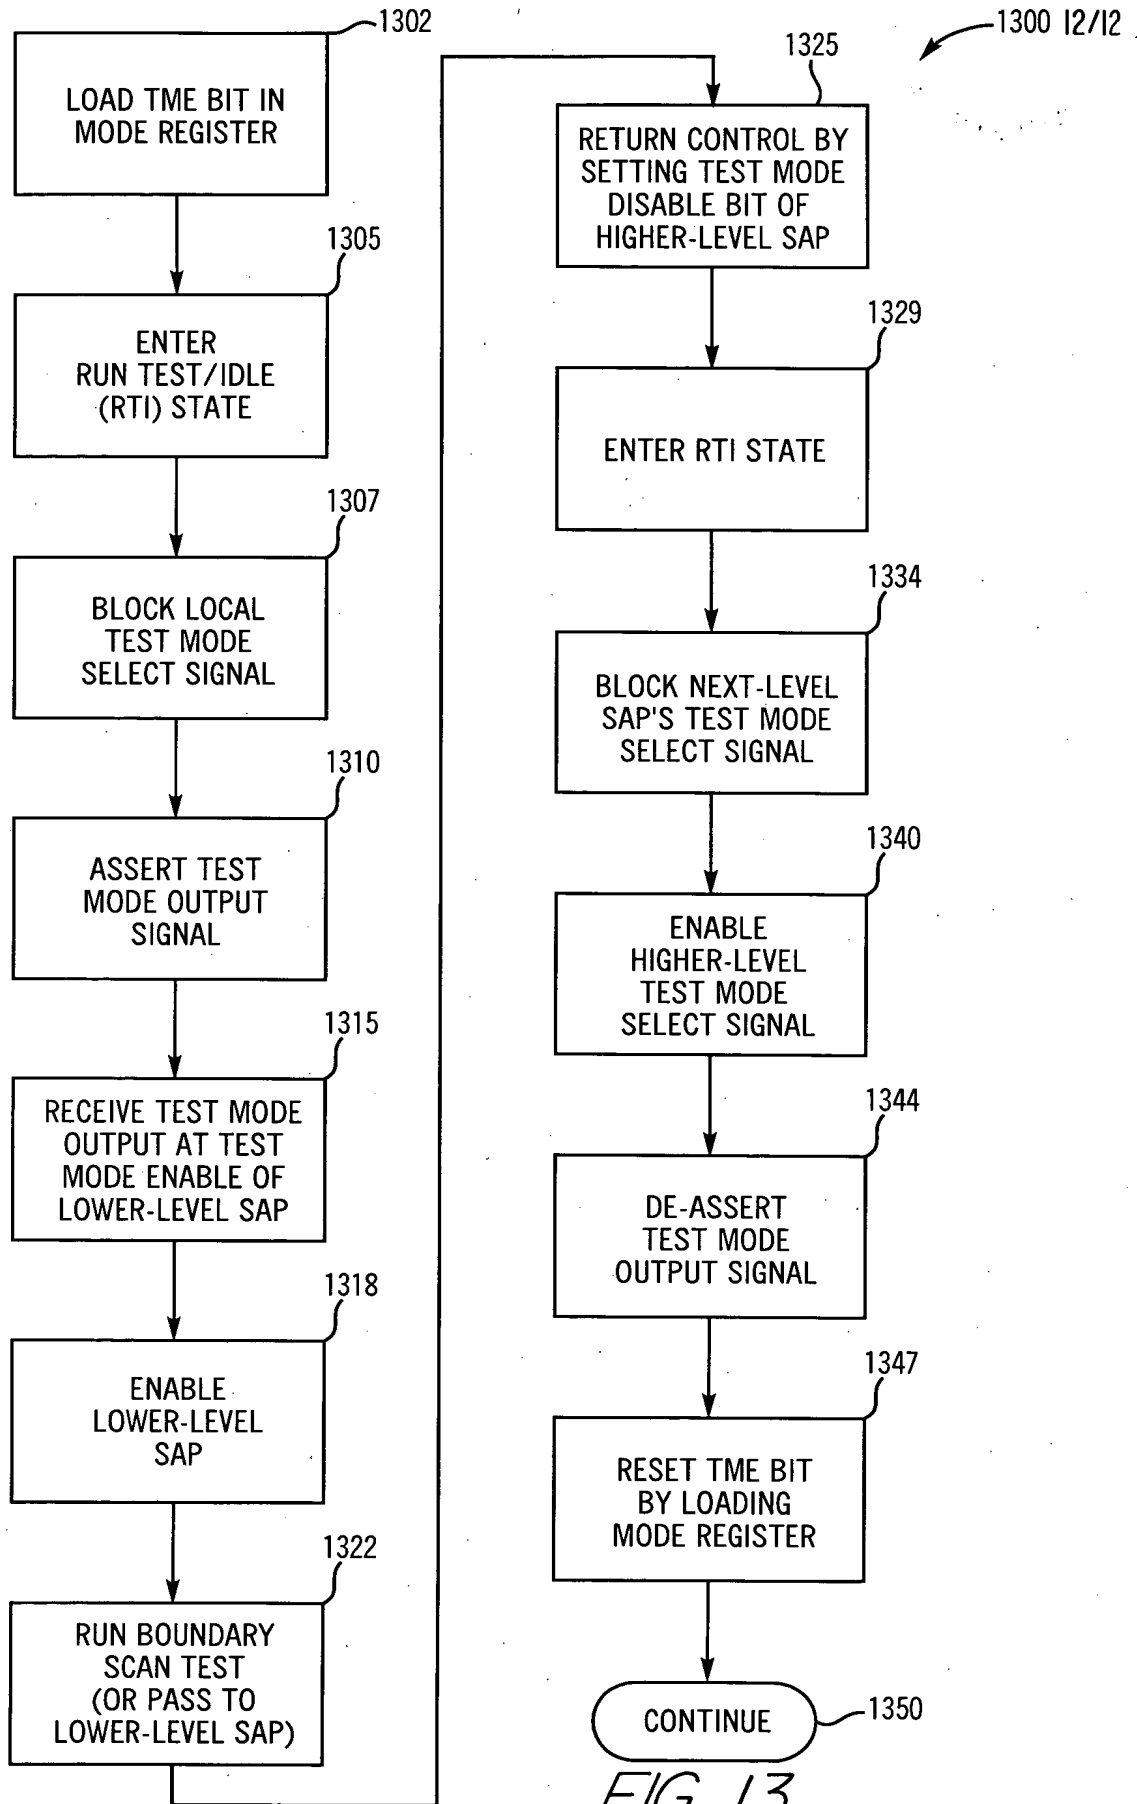 1300 12/12
1302
LOAD TME BIT IN
MODE REGISTER
1305
ENTER
RUN TEST/IDLE
(RTI) STATE
1307
BLOCK LOCAL
TEST MODE
SELECT SIGNAL
1310
ASSERT TEST
MODE OUTPUT
SIGNAL
1315
RECEIVE TEST MODE
OUTPUT AT TEST
MODE ENABLE OF
LOWER-LEVEL SAP
1318
ENABLE
LOWER-LEVEL
SAP
1322
RUN BOUNDARY
SCAN TEST
(OR PASS TO
LOWER-LEVEL SAP)
1325
RETURN CONTROL BY
SETTING TEST MODE
DISABLE BIT OF
HIGHER-LEVEL SAP
1329
ENTER RTI STATE
1334
BLOCK NEXT-LEVEL
SAP'S TEST MODE
SELECT SIGNAL
1340
ENABLE
HIGHER-LEVEL
TEST MODE
SELECT SIGNAL
1344
DE-ASSERT
TEST MODE
OUTPUT SIGNAL
1347
RESET TME BIT
BY LOADING
MODE REGISTER
CONTINUE
1350
FIG. 13